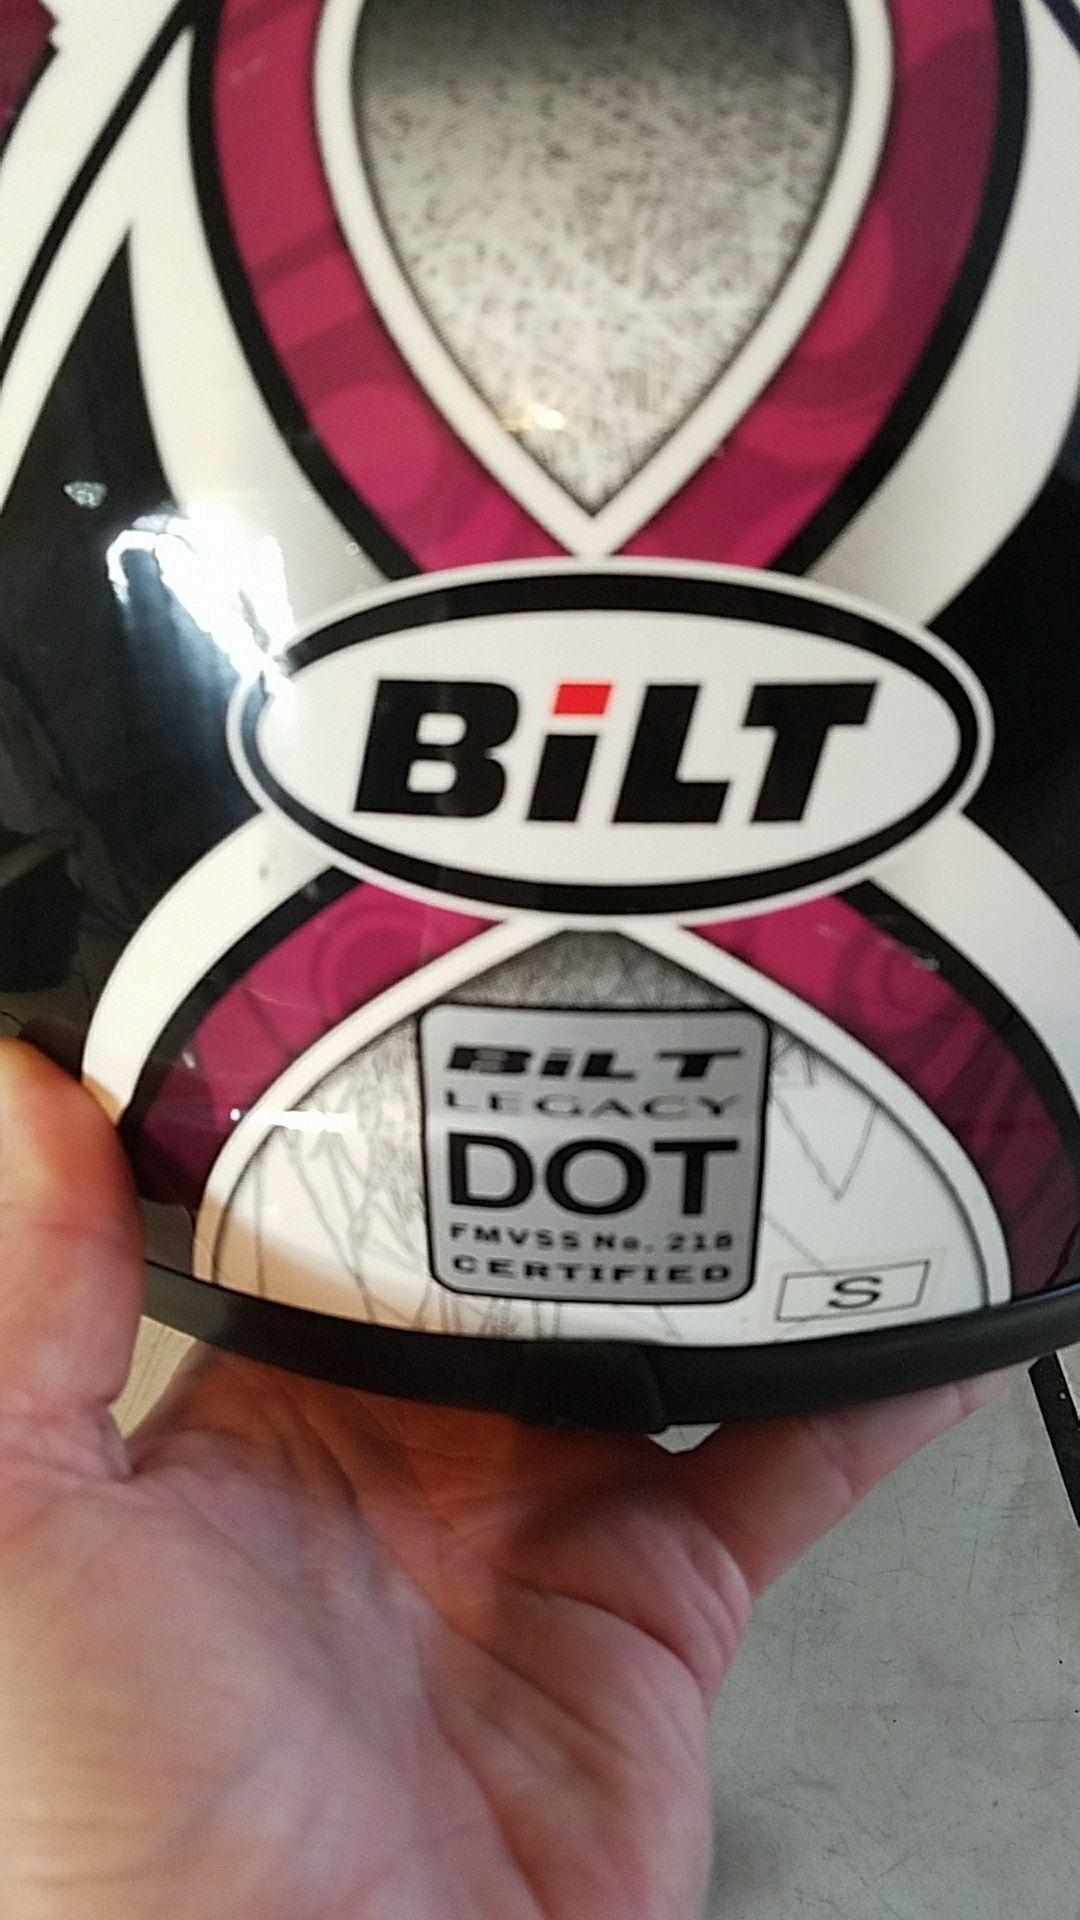 BiLT
BiLT
LEGACY
DOT
FMVSS No. 218
CERTIFIED
S